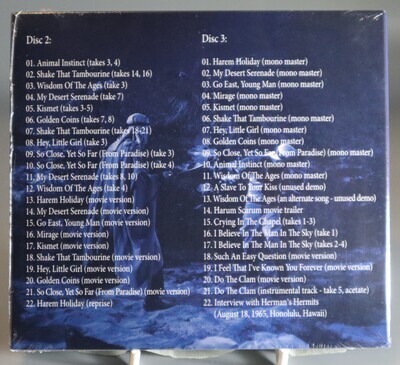 Disc 2:
01. Animal Instinct (takes 3, 4)
02. Shake That Tambourine (takes 14, 16)
03. Wisdom Of The Ages (take 3)
04. My Desert Serenade (take 7)
05. Kismet (takes 3-5)
06. Golden Coins (takes 7, 8)
07. Shake That Tambourine (takes 18-21)
08. Hey, Little Girl (take 3)
09. So Close, Yet So Far (From Paradise) (take 3)
10. So Close, Yet So Far (From Paradise) (take 4)
11. My Desert Serenade (takes 8, 10)
12. Wisdom Of The Ages (take 4)
13. Harem Holiday (movie version)
14. My Desert Serenade (movie version)
15. Go East, Young Man (movie version)
16. Mirage (movie version)
17. Kismet (movie version)
18. Shake That Tambourine (movie version)
19. Hey, Little Girl (movie version)
20. Golden Coins (movie version)
21. So Close, Yet So Far (From Paradise) (movie version)
22. Harem Holiday (reprise)
Disc 3:
01. Harem Holiday (mono master)
02. My Desert Serenade (mono master)
03. Go East, Young Man (mono master)
04. Mirage (mono master)
05. Kismet (mono master)
06. Shake That Tambourine (mono master)
07. Hey, Little Girl (mono master)
08. Golden Coins (mono master)
09. So Close, Yet So Far (From Paradise) (mono master)
10. Animal Instinct (mono master)
11. Wisdom Of The Ages (mono master)
12. A Slave To Your Kiss (unused demo)
13. Wisdom Of The Ages (an alternate song - unused demo)
14. Harum Scarum movie trailer
15. Crying In The Chapel (takes 1-3)
16. I Believe In The Man In The Sky (take 1)
17. I Believe In The Man In The Sky (takes 2-4)
18. Such An Easy Question (movie version)
19. I Feel That I've Known You Forever (movie version)
20. Do The Clam (movie version)
21. Do The Clam (instrumental track - take 5, acetate)
22. Interview with Herman's Hermits
(August 18, 1965, Honolulu, Hawaii)